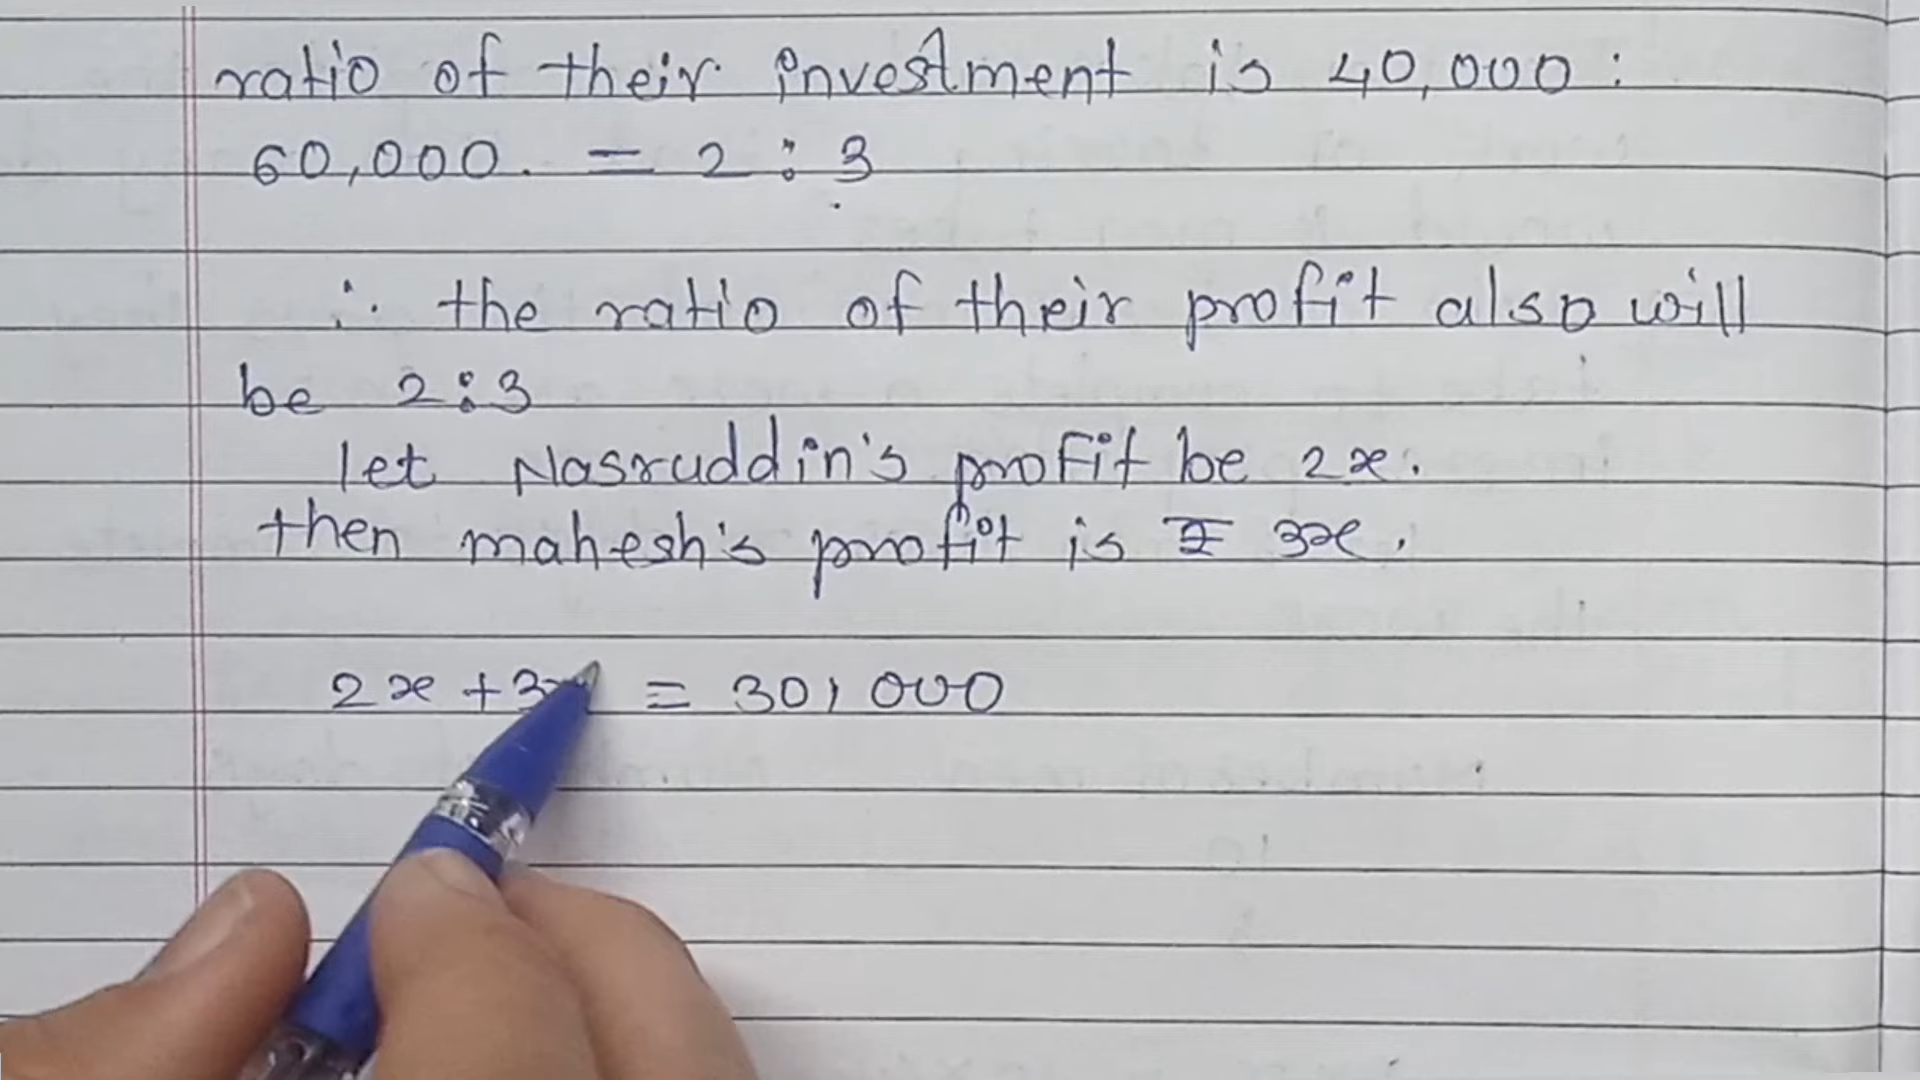 ratio of their investment is 40,000 :
60,000. = 2 : 3
∴ the ratio of their profit also will
be 2:3
let Nasruddin's profit be 2x.
then mahesh's profit is ₹ 3x.
2x + 3x = 30,000